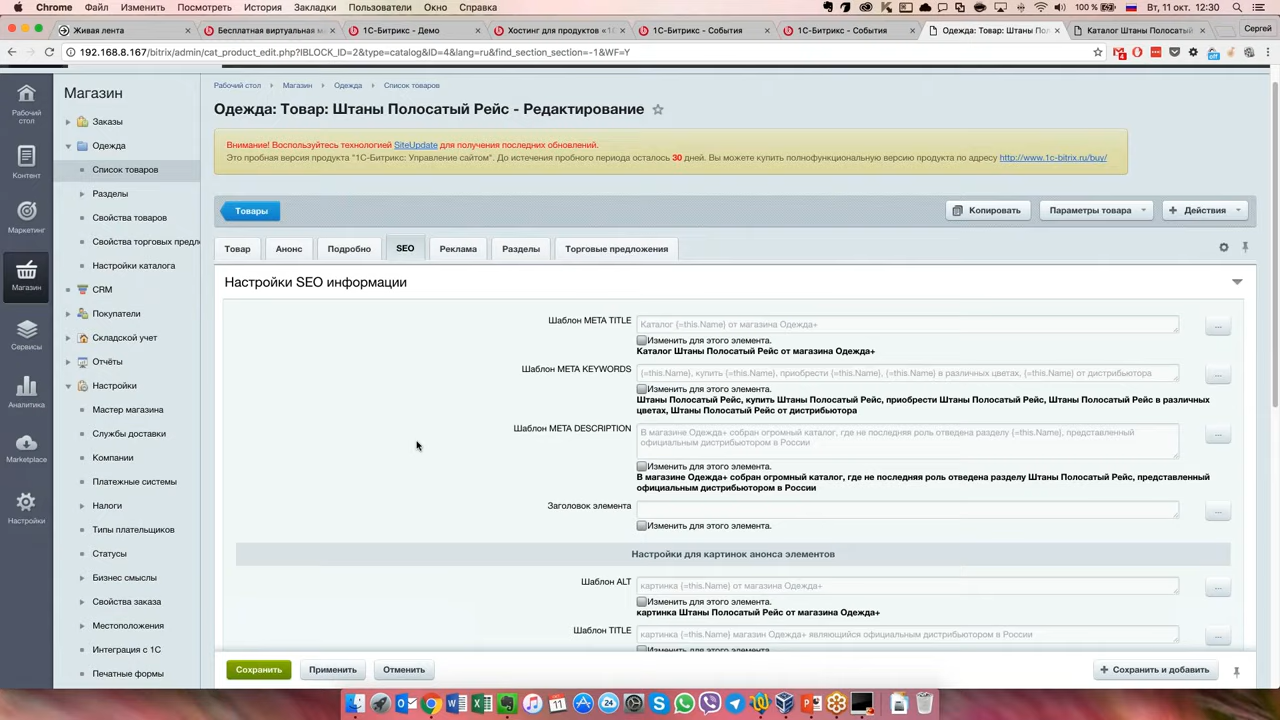 Chrome Файл Изменить Посмотреть История Закладки Пользователи Окно Справка 100 % Вт, 11 окт. 12:30
Живая лента Бесплатная виртуальная м 1С-Битрикс - Демо Хостинг для продуктов «1 1С-Битрикс - События 1С-Битрикс - События Одежда: Товар: Штаны Пол Каталог Штаны Полосатый Сергей
192.168.8.167/bitrix/admin/cat_product_edit.php?IBLOCK_ID=2&type=catalog&ID=4&lang=ru&find_section_section=-1&WF=Y
Рабочий стол
Контент
Маркетинг
Магазин
Сервисы
Аналитика
Marketplace
Настройки
Магазин
Заказы
Одежда
Список товаров
Разделы
Свойства товаров
Свойства торговых предл
Настройки каталога
CRM
Покупатели
Складской учет
Отчёты
Настройки
Мастер магазина
Службы доставки
Компании
Платежные системы
Налоги
Типы плательщиков
Статусы
Бизнес смыслы
Свойства заказа
Местоположения
Интеграция с 1С
Печатные формы
Рабочий стол Магазин Одежда Список товаров
Одежда: Товар: Штаны Полосатый Рейс - Редактирование
Внимание! Воспользуйтесь технологией SiteUpdate для получения последних обновлений.
Это пробная версия продукта "1С-Битрикс: Управление сайтом". До истечения пробного периода осталось 30 дней. Вы можете купить полнофункциональную версию продукта по адресу http://www.1c-bitrix.ru/buy/
Товары Копировать Параметры товара + Действия
Товар Анонс Подробно SEO Реклама Разделы Торговые предложения
Настройки SEO информации
Шаблон META TITLE Каталог {=this.Name} от магазина Одежда+ ...
Изменить для этого элемента.
Каталог Штаны Полосатый Рейс от магазина Одежда+
Шаблон META KEYWORDS {=this.Name}, купить {=this.Name}, приобрести {=this.Name}, {=this.Name} в различных цветах, {=this.Name} от дистрибьютора ...
Изменить для этого элемента.
Штаны Полосатый Рейс, купить Штаны Полосатый Рейс, приобрести Штаны Полосатый Рейс, Штаны Полосатый Рейс в различных
цветах, Штаны Полосатый Рейс от дистрибьютора
Шаблон META DESCRIPTION В магазине Одежда+ собран огромный каталог, где не последняя роль отведена разделу {=this.Name}, представленный ...
официальным дистрибьютором в России
Изменить для этого элемента.
В магазине Одежда+ собран огромный каталог, где не последняя роль отведена разделу Штаны Полосатый Рейс, представленный
официальным дистрибьютором в России
Заголовок элемента ...
Изменить для этого элемента.
Настройки для картинок анонса элементов
Шаблон ALT картинка {=this.Name} от магазина Одежда+ ...
Изменить для этого элемента.
картинка Штаны Полосатый Рейс от магазина Одежда+
Шаблон TITLE картинка {=this.Name} магазин Одежда+ являющийся официальным дистрибьютором в России ...
Изменить для этого элемента.
Сохранить Применить Отменить + Сохранить и добавить